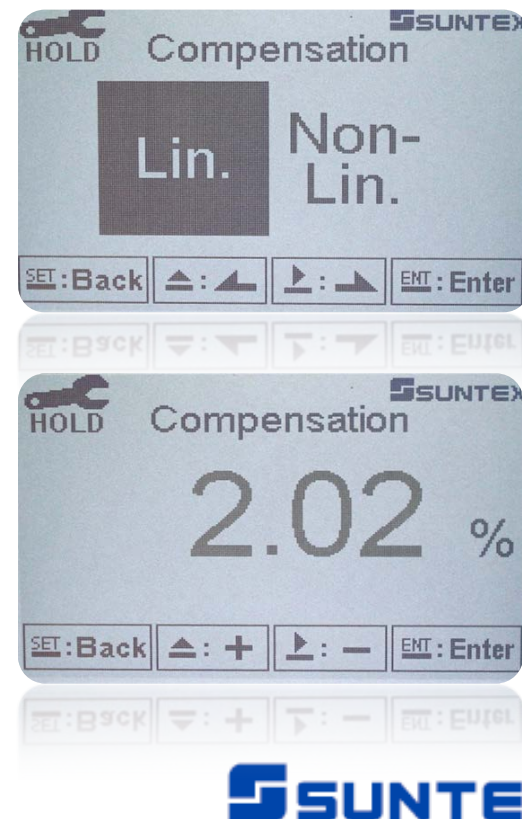 SUNTEX
HOLD Compensation
Lin. Non-
Lin.
SET:Back : : ENT:Enter
SUNTEX
HOLD Compensation
2.02 %
SET:Back : + : − ENT:Enter
SUNTE